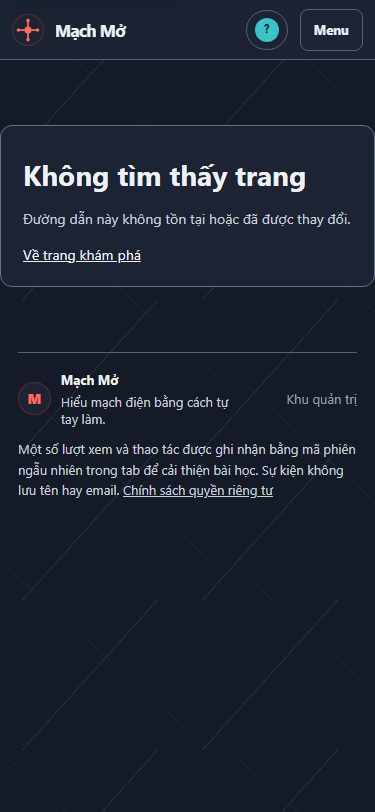 Mạch Mở
?
Menu
Không tìm thấy trang
Đường dẫn này không tồn tại hoặc đã được thay đổi.
Về trang khám phá
M
Mạch Mở
Hiểu mạch điện bằng cách tự
tay làm.
Khu quản trị
Một số lượt xem và thao tác được ghi nhận bằng mã phiên
ngẫu nhiên trong tab để cải thiện bài học. Sự kiện không
lưu tên hay email. Chính sách quyền riêng tư